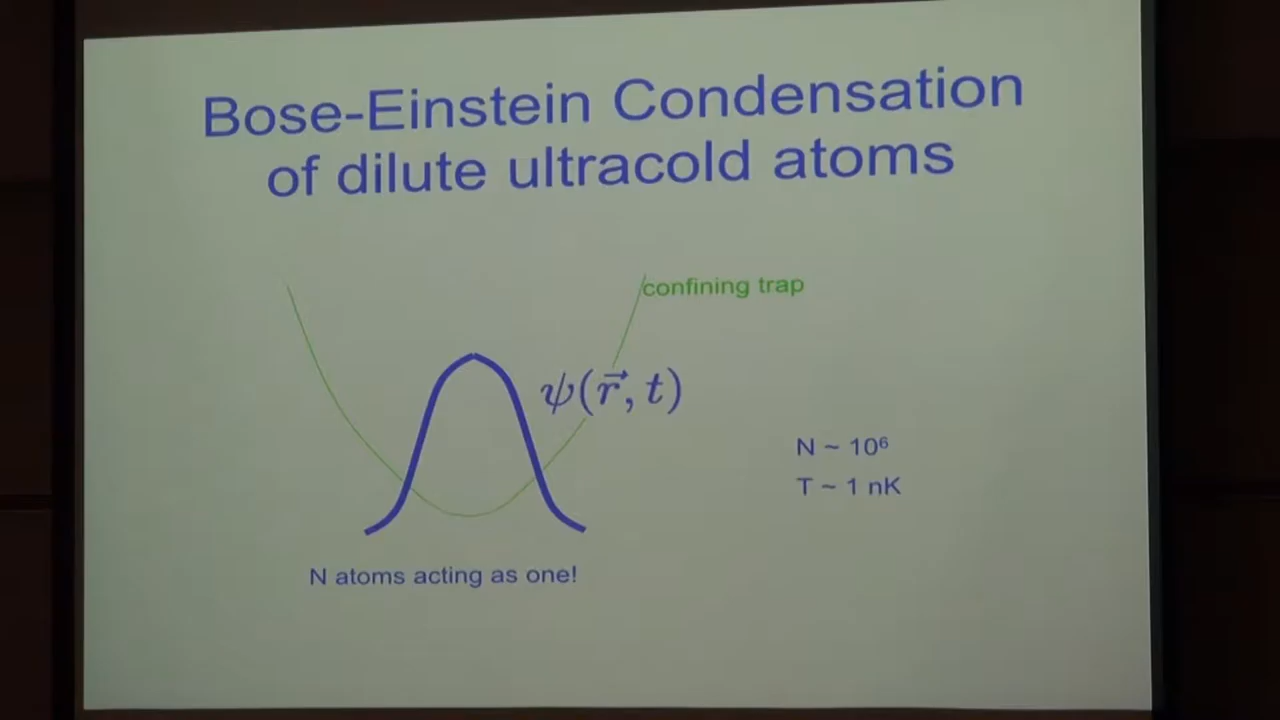 Bose-Einstein Condensation
of dilute ultracold atoms
confining trap
ψ(r⃗, t)
N ~ 10⁶
T ~ 1 nK
N atoms acting as one!